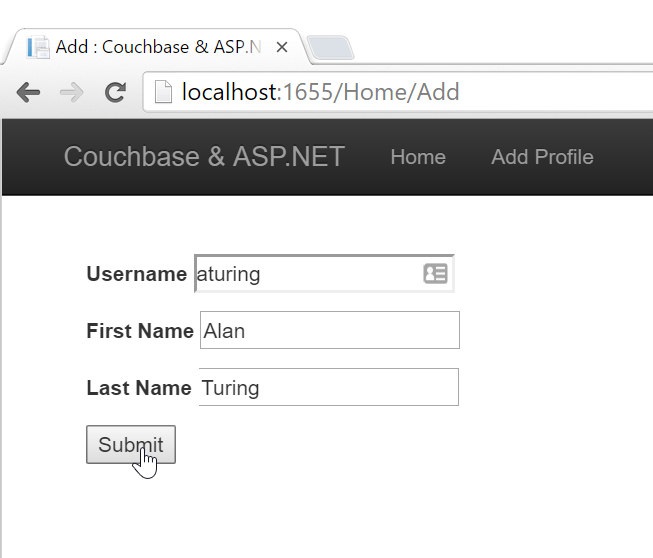 Add : Couchbase & ASP.N
localhost:1655/Home/Add
Couchbase & ASP.NET Home Add Profile
Username aturing
First Name Alan
Last Name Turing
Submit